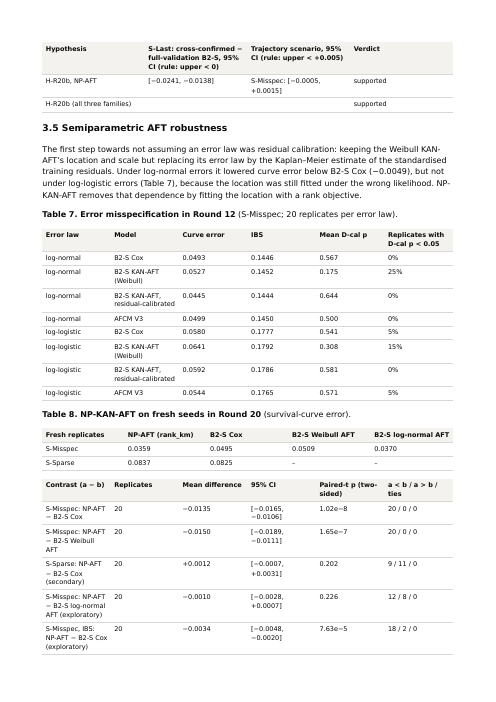 Hypothesis S-Last: cross-confirmed − Trajectory scenario, 95% Verdict
full-validation B2-S, 95% CI (rule: upper < +0.005)
CI (rule: upper < 0)
H-R20b, NP-AFT [−0.0241, −0.0138] S-Misspec: [−0.0005, supported
+0.0015]
H-R20b (all three families) supported
3.5 Semiparametric AFT robustness
The first step towards not assuming an error law was residual calibration: keeping the Weibull KAN-
AFT's location and scale but replacing its error law by the Kaplan–Meier estimate of the standardised
training residuals. Under log-normal errors it lowered curve error below B2-S Cox (−0.0049), but not
under log-logistic errors (Table 7), because the location was still fitted under the wrong likelihood. NP-
KAN-AFT removes that dependence by fitting the location with a rank objective.
Table 7. Error misspecification in Round 12 (S-Misspec; 20 replicates per error law).
Error law Model Curve error IBS Mean D-cal p Replicates with
D-cal p < 0.05
log-normal B2-S Cox 0.0493 0.1446 0.567 0%
log-normal B2-S KAN-AFT 0.0527 0.1452 0.175 25%
(Weibull)
log-normal B2-S KAN-AFT, 0.0445 0.1444 0.644 0%
residual-calibrated
log-normal AFCM V3 0.0499 0.1450 0.500 0%
log-logistic B2-S Cox 0.0580 0.1777 0.541 5%
log-logistic B2-S KAN-AFT 0.0641 0.1792 0.308 15%
(Weibull)
log-logistic B2-S KAN-AFT, 0.0592 0.1786 0.581 0%
residual-calibrated
log-logistic AFCM V3 0.0544 0.1765 0.571 5%
Table 8. NP-KAN-AFT on fresh seeds in Round 20 (survival-curve error).
Fresh replicates NP-AFT (rank_km) B2-S Cox B2-S Weibull AFT B2-S log-normal AFT
S-Misspec 0.0359 0.0495 0.0509 0.0370
S-Sparse 0.0837 0.0825 – –
Contrast (a − b) Replicates Mean difference 95% CI Paired-t p (two- a < b / a > b /
sided) ties
S-Misspec: NP-AFT 20 −0.0135 [−0.0165, 1.02e−8 20 / 0 / 0
− B2-S Cox −0.0106]
S-Misspec: NP-AFT 20 −0.0150 [−0.0189, 1.65e−7 20 / 0 / 0
− B2-S Weibull −0.0111]
AFT
S-Sparse: NP-AFT 20 +0.0012 [−0.0007, 0.202 9 / 11 / 0
− B2-S Cox +0.0031]
(secondary)
S-Misspec: NP-AFT 20 −0.0010 [−0.0028, 0.226 12 / 8 / 0
− B2-S log-normal +0.0007]
AFT (exploratory)
S-Misspec, IBS: 20 −0.0034 [−0.0048, 7.63e−5 18 / 2 / 0
NP-AFT − B2-S Cox −0.0020]
(exploratory)